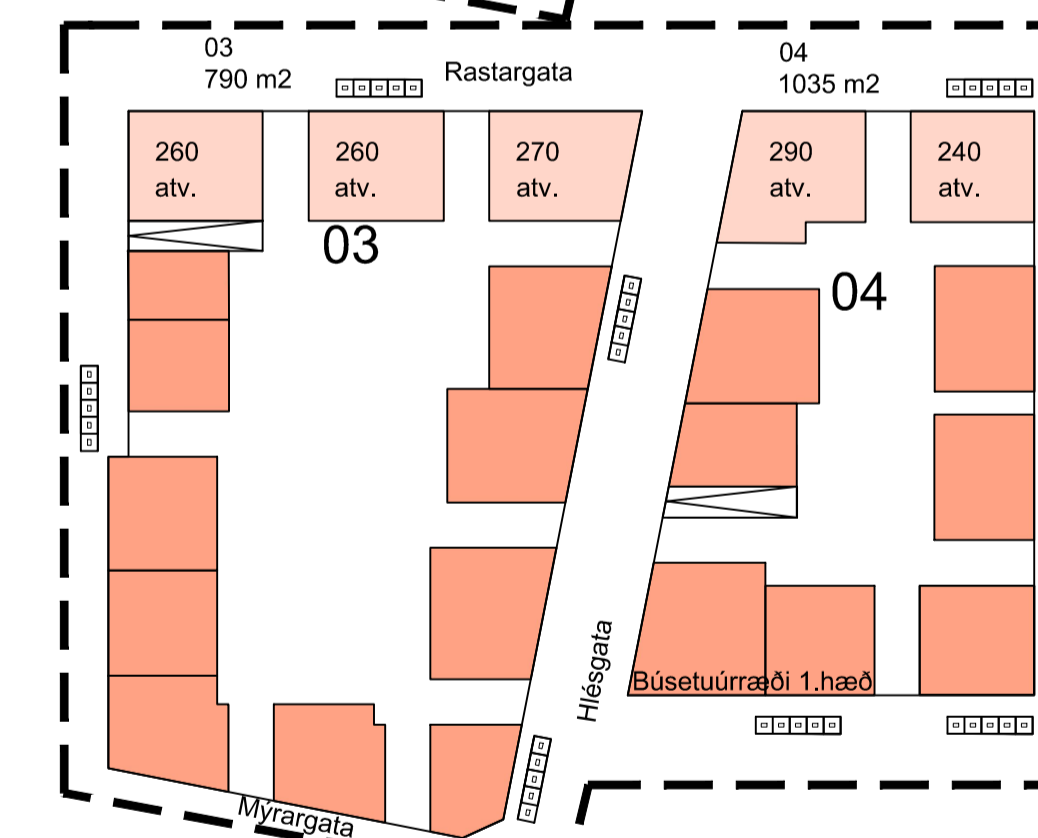 03
790 m2
Rastargata
04
1035 m2
260
atv.
260
atv.
270
atv.
290
atv.
240
atv.
03
04
Hlésgata
Búsetuúrræði 1.hæð
Mýrargata